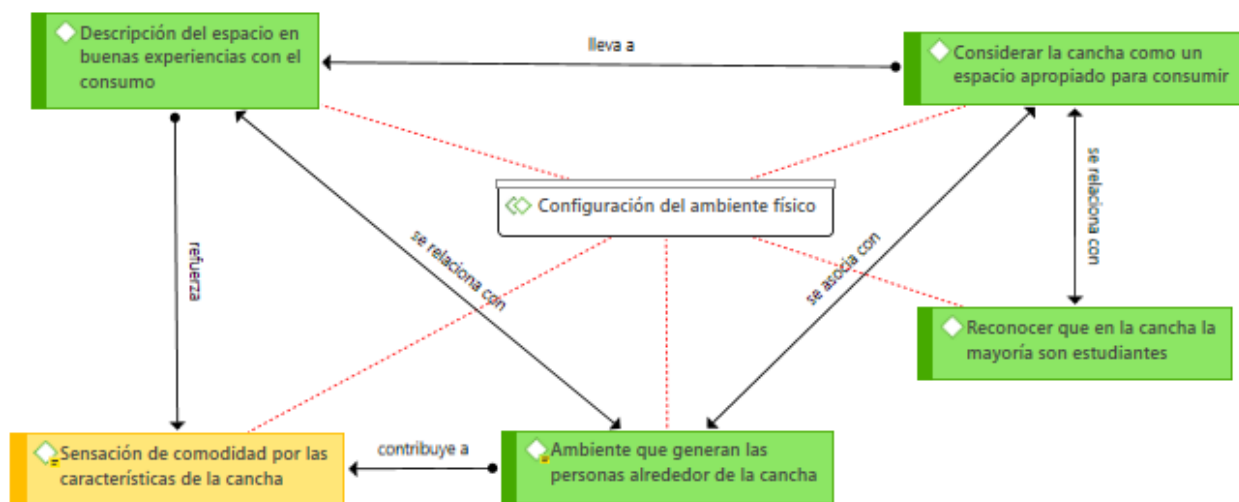 Descripción del espacio en
buenas experiencias con el
consumo
lleva a
Considerar la cancha como un
espacio apropiado para consumir
Configuración del ambiente físico
refuerza
se relaciona con
se asocia con
se relaciona con
Reconocer que en la cancha la
mayoría son estudiantes
Sensación de comodidad por las
características de la cancha
contribuye a
Ambiente que generan las
personas alrededor de la cancha